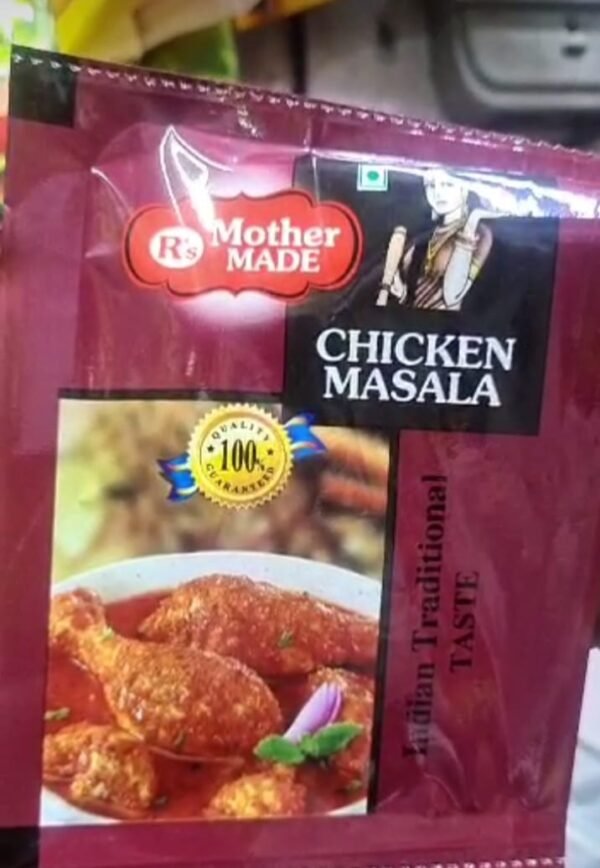 R's
Mother
MADE
CHICKEN
MASALA
QUALITY
100%
GUARANTEED
Indian Traditional
TASTE